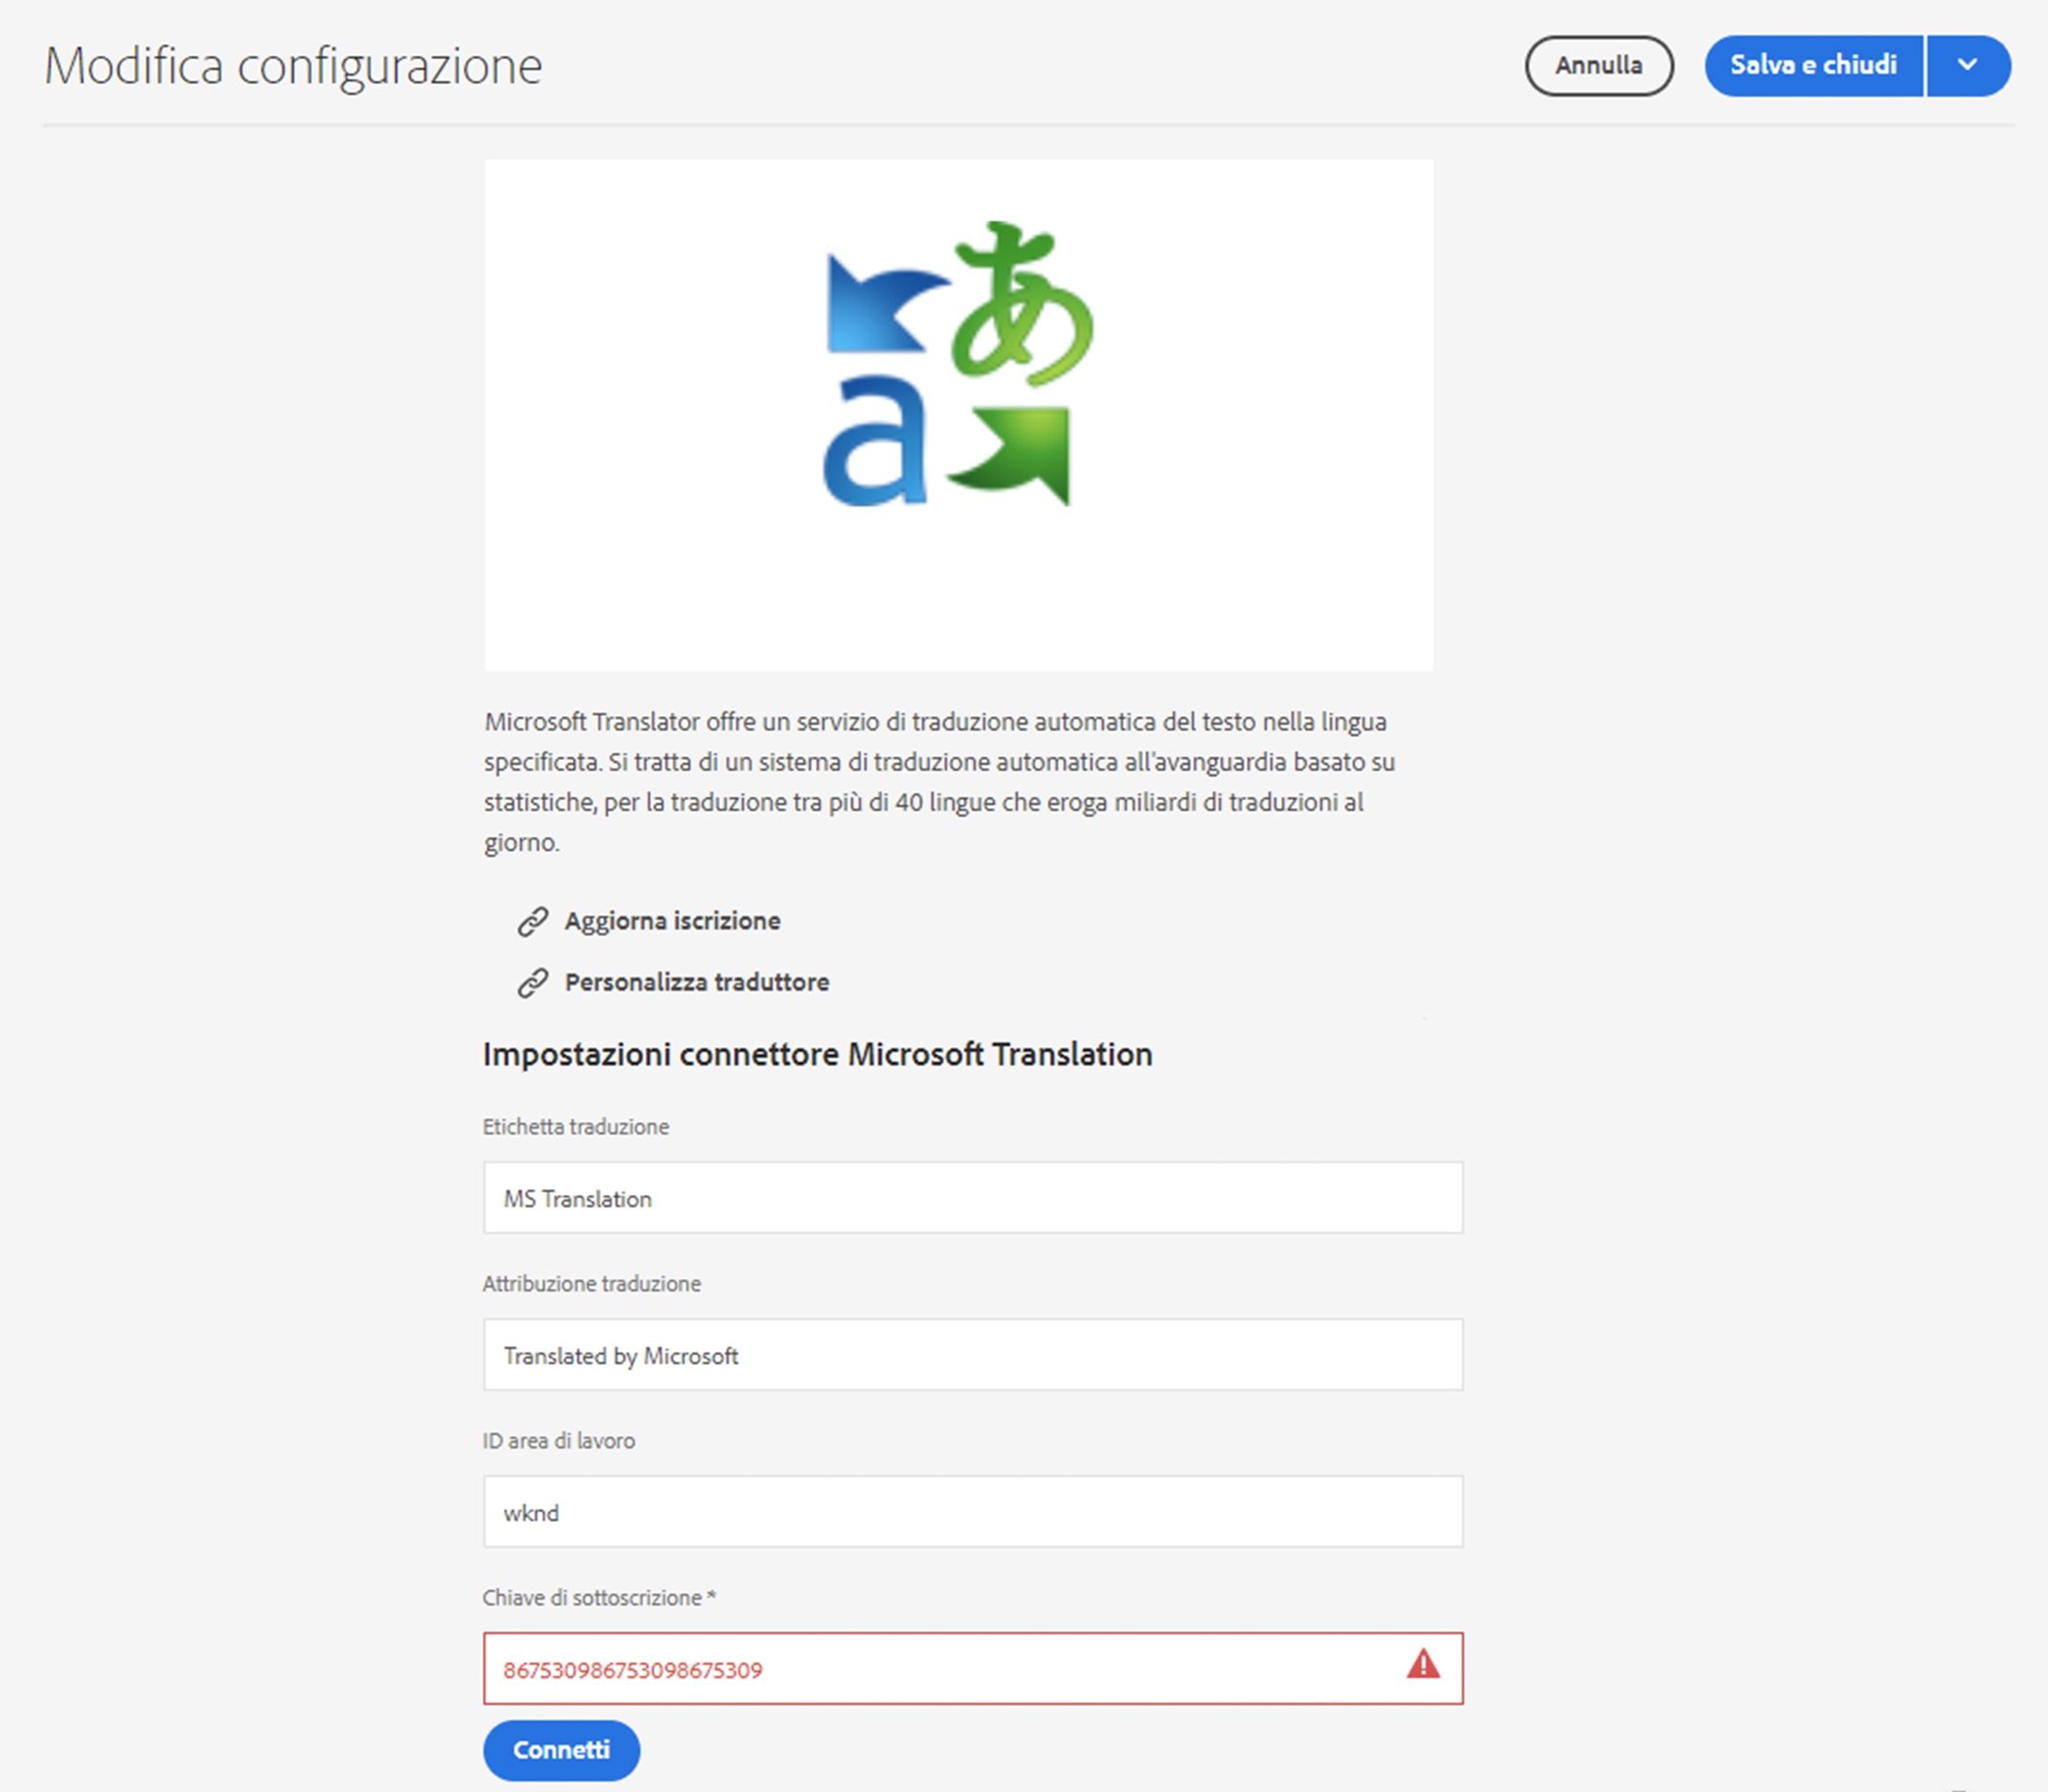 Modifica configurazione
Annulla
Salva e chiudi
あ
a
Microsoft Translator offre un servizio di traduzione automatica del testo nella lingua
specificata. Si tratta di un sistema di traduzione automatica all'avanguardia basato su
statistiche, per la traduzione tra più di 40 lingue che eroga miliardi di traduzioni al
giorno.
Aggiorna iscrizione
Personalizza traduttore
Impostazioni connettore Microsoft Translation
Etichetta traduzione
MS Translation
Attribuzione traduzione
Translated by Microsoft
ID area di lavoro
wknd
Chiave di sottoscrizione *
867530986753098675309
Connetti